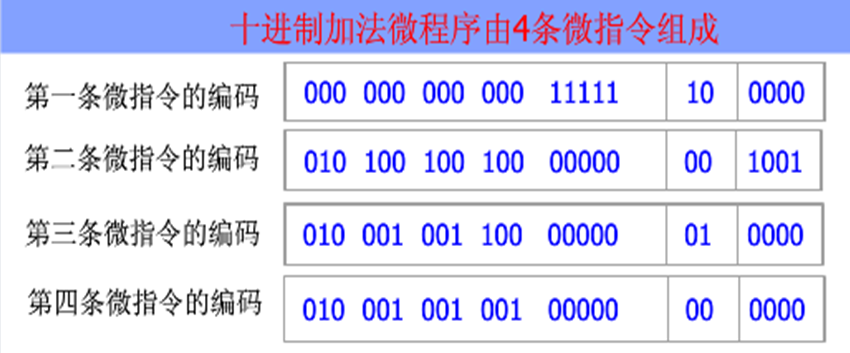 十进制加法微程序由4条微指令组成
第一条微指令的编码 000 000 000 000 11111 10 0000
第二条微指令的编码 010 100 100 100 00000 00 1001
第三条微指令的编码 010 001 001 100 00000 01 0000
第四条微指令的编码 010 001 001 001 00000 00 0000